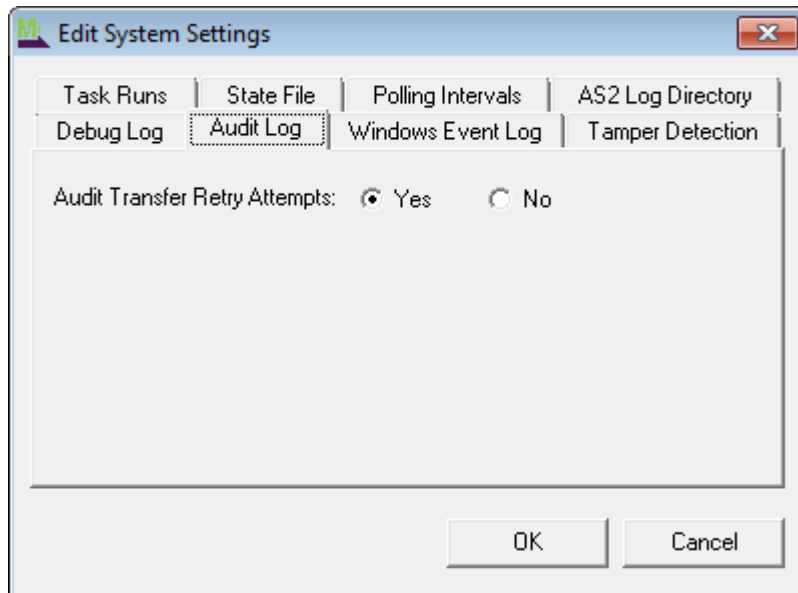 Edit System Settings
Task Runs State File Polling Intervals AS2 Log Directory
Debug Log Audit Log Windows Event Log Tamper Detection
Audit Transfer Retry Attempts: Yes No
OK Cancel